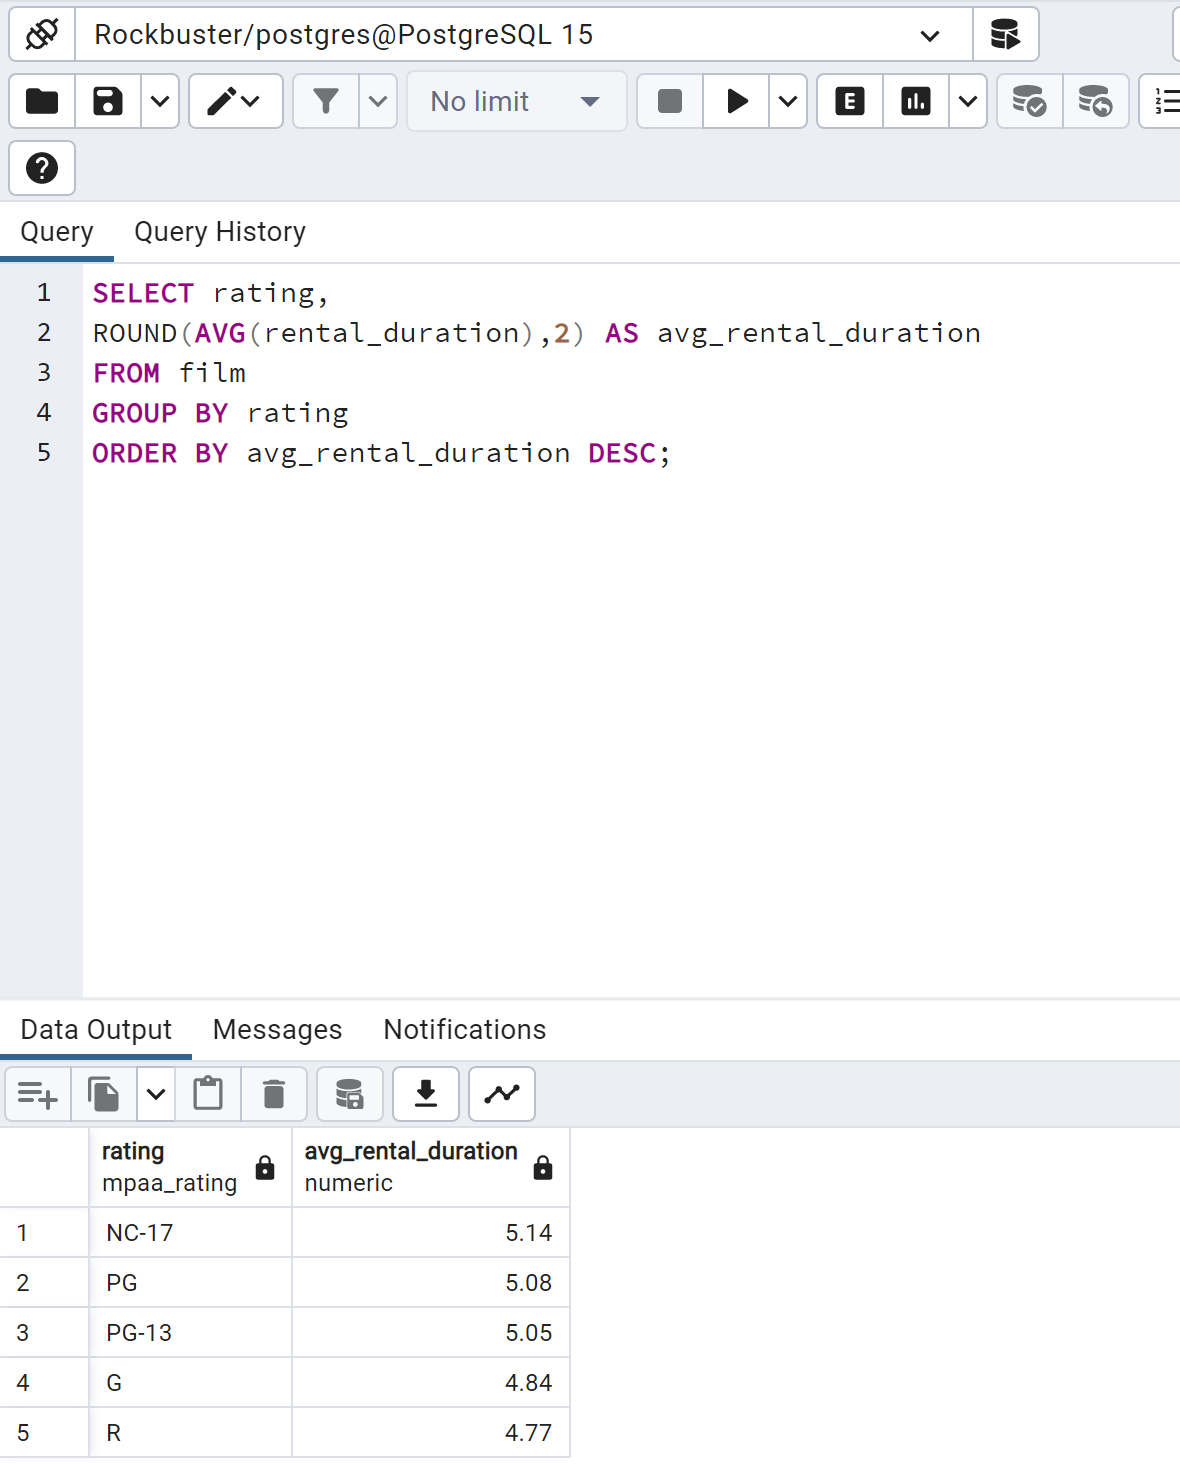 Rockbuster/postgres@PostgreSQL 15
No limit
E
?
Query Query History
1 SELECT rating,
2 ROUND(AVG(rental_duration),2) AS avg_rental_duration
3 FROM film
4 GROUP BY rating
5 ORDER BY avg_rental_duration DESC;
Data Output Messages Notifications
rating avg_rental_duration
mpaa_rating numeric
1 NC-17 5.14
2 PG 5.08
3 PG-13 5.05
4 G 4.84
5 R 4.77